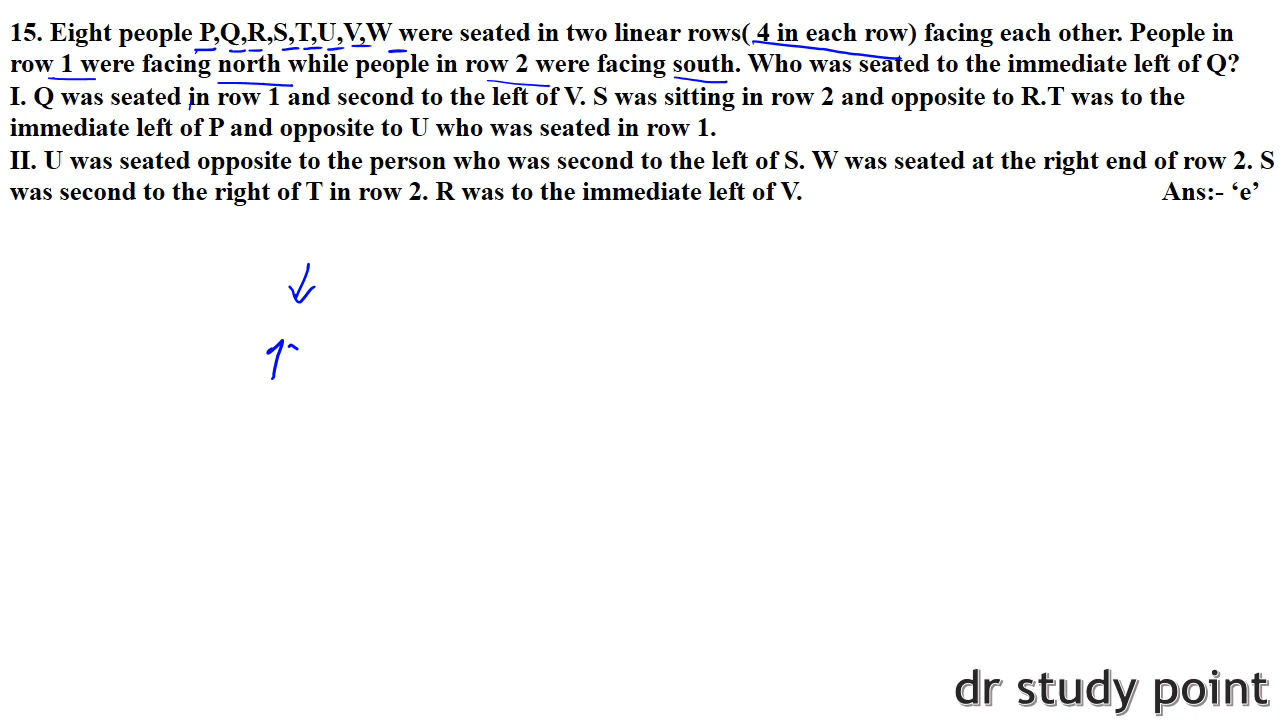 15. Eight people P,Q,R,S,T,U,V,W were seated in two linear rows( 4 in each row) facing each other. People in
row 1 were facing north while people in row 2 were facing south. Who was seated to the immediate left of Q?
I. Q was seated in row 1 and second to the left of V. S was sitting in row 2 and opposite to R.T was to the
immediate left of P and opposite to U who was seated in row 1.
II. U was seated opposite to the person who was second to the left of S. W was seated at the right end of row 2. S
was second to the right of T in row 2. R was to the immediate left of V. Ans:- ‘e’
dr study point